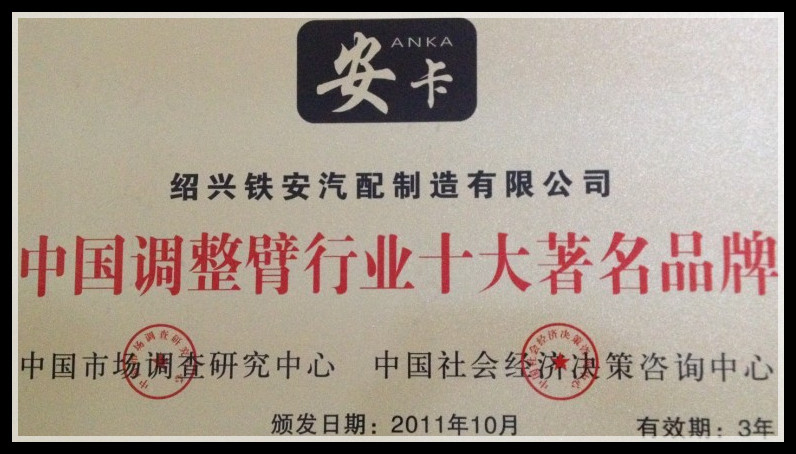 ANKA
安卡
绍兴铁安汽配制造有限公司
中国调整臂行业十大著名品牌
中国市场调查研究中心 中国社会经济决策咨询中心
颁发日期：2011年10月 有效期：3年